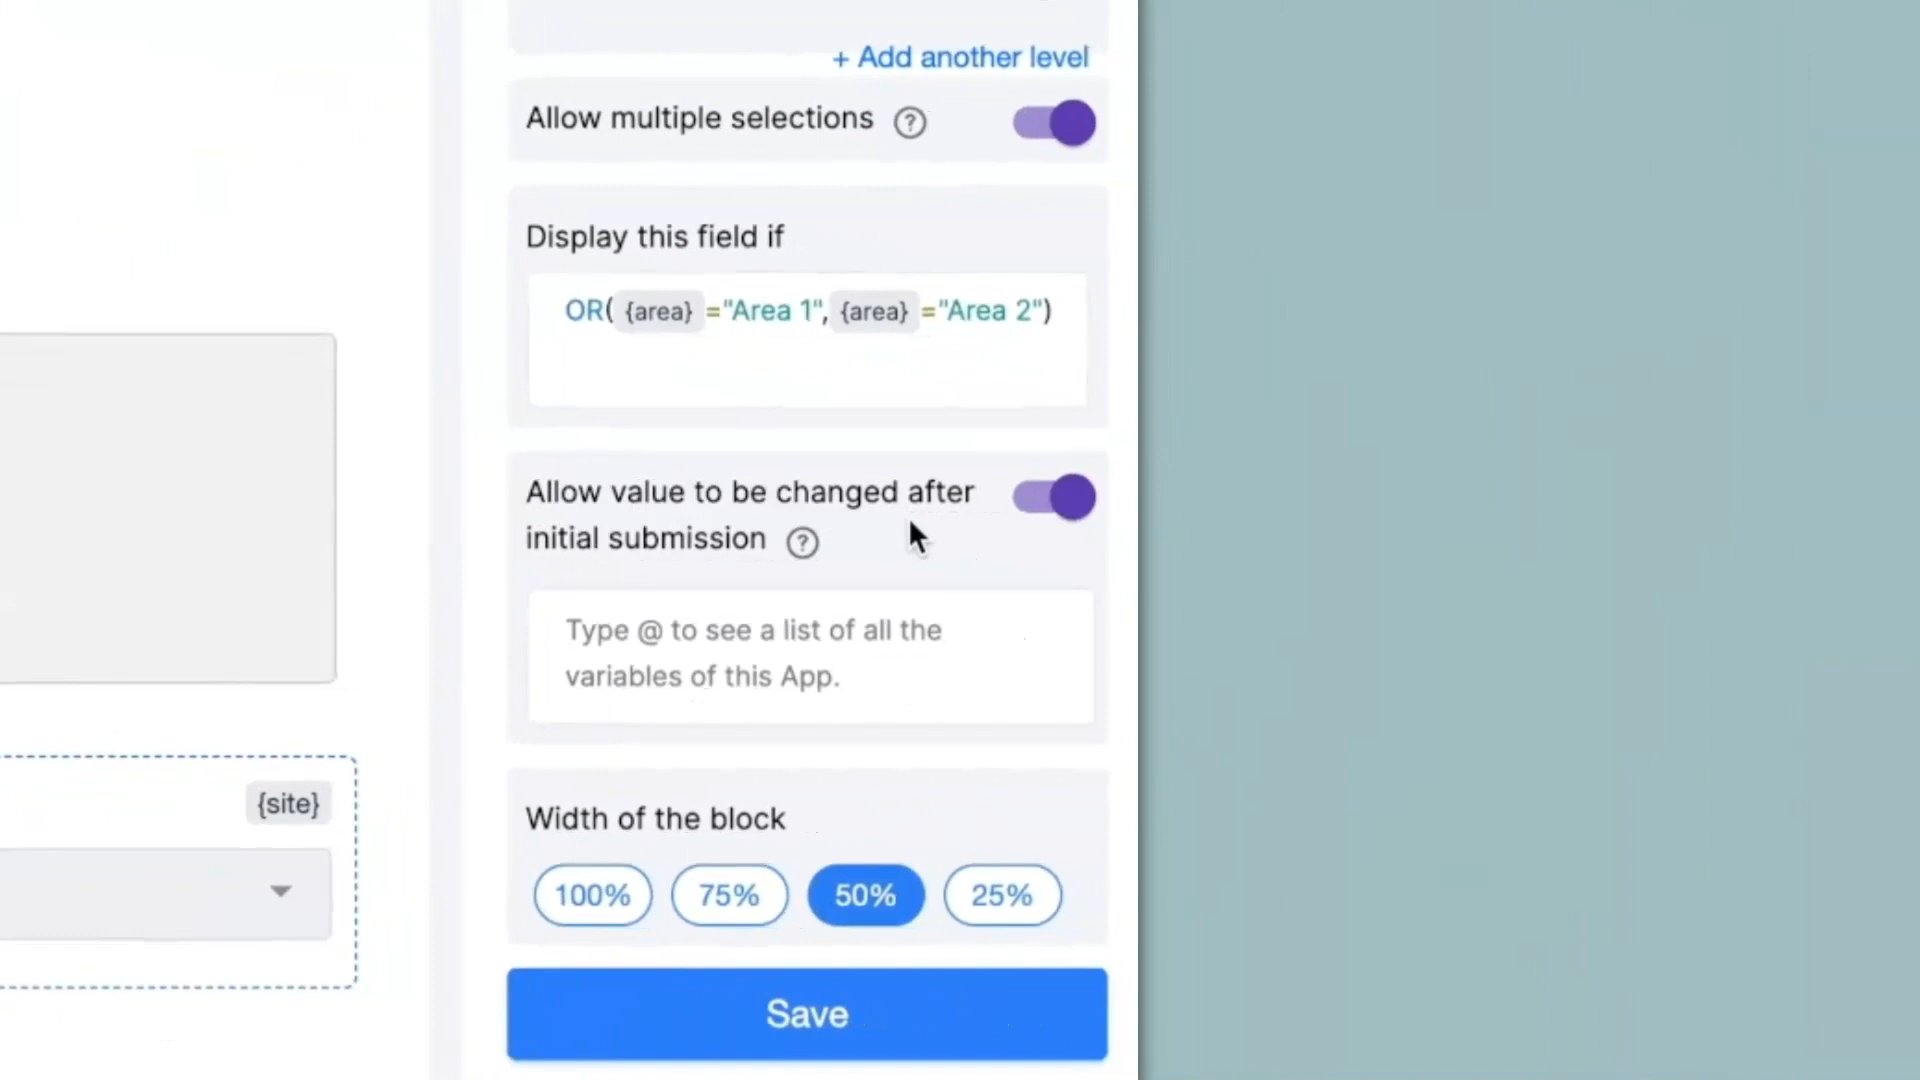 + Add another level
Allow multiple selections ?
Display this field if
OR( {area} ="Area 1", {area} ="Area 2")
Allow value to be changed after
initial submission ?
Type @ to see a list of all the
variables of this App.
{site}
Width of the block
100% 75% 50% 25%
Save